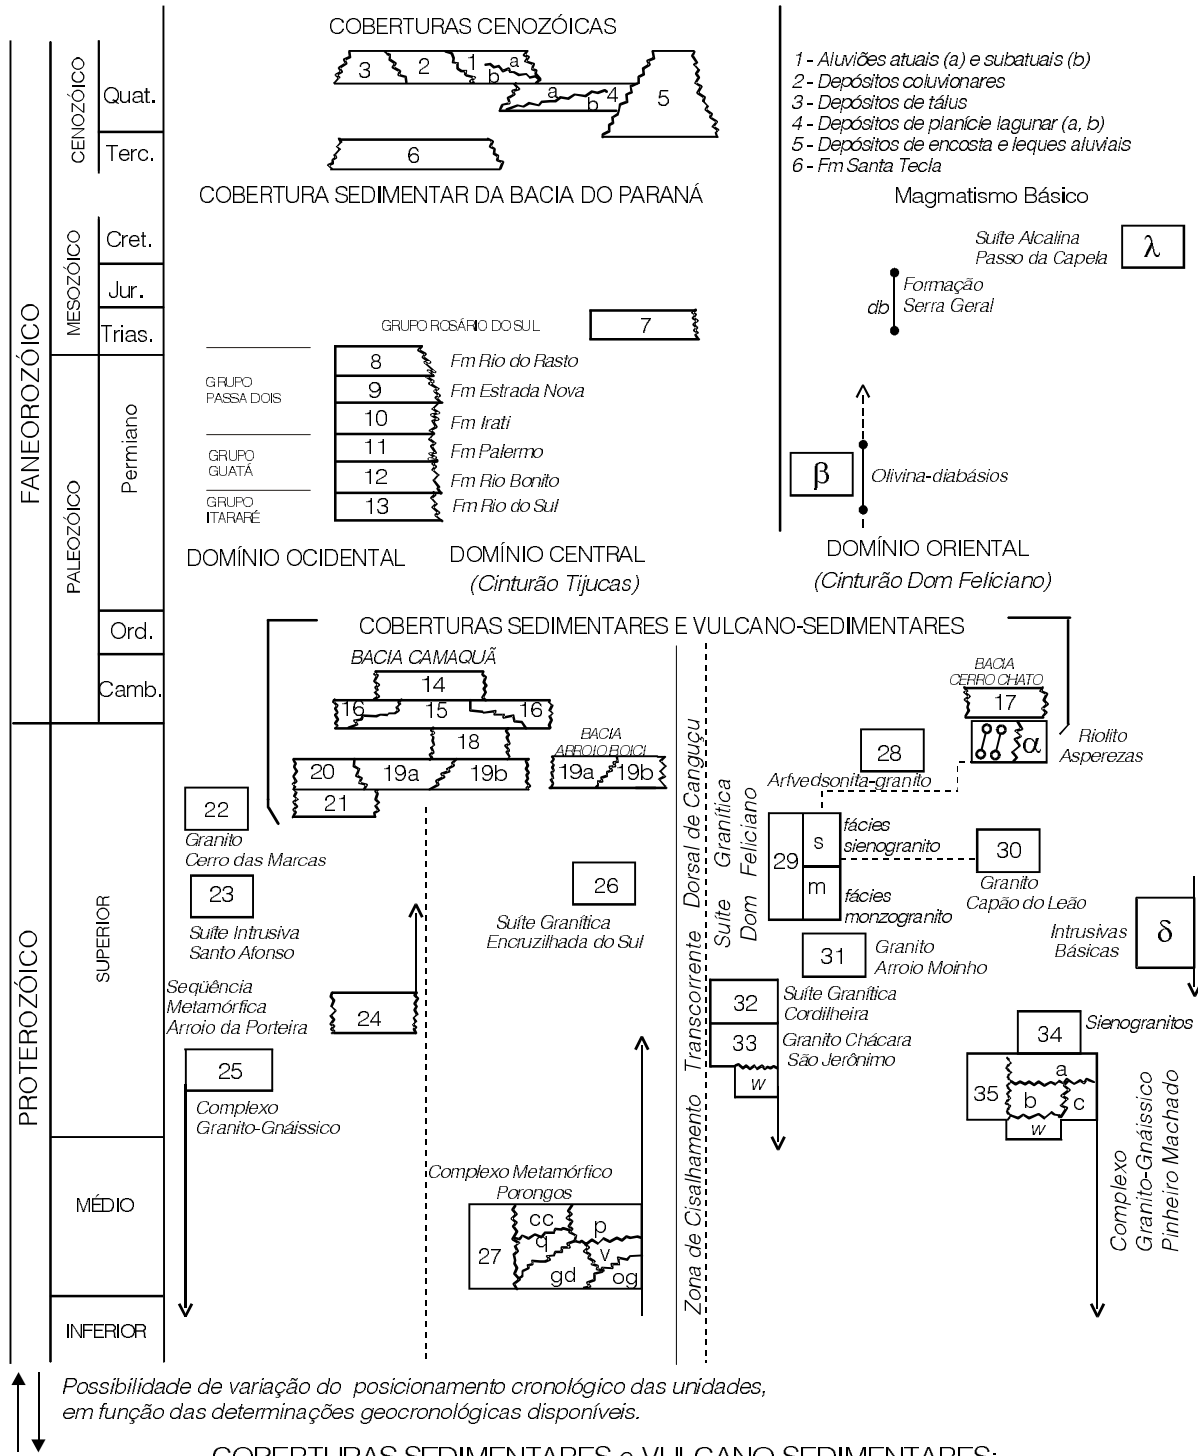 COBERTURAS CENOZÓICAS
FANEOROZÓICO
CENOZÓICO
Quat.
Terc.
3
2
1
a
b
a
b
4
5
6
1 - Aluviões atuais (a) e subatuais (b)
2 - Depósitos coluvionares
3 - Depósitos de tálus
4 - Depósitos de planície lagunar (a, b)
5 - Depósitos de encosta e leques aluviais
6 - Fm Santa Tecla
COBERTURA SEDIMENTAR DA BACIA DO PARANÁ
Magmatismo Básico
MESOZÓICO
Cret.
Jur.
Trias.
Suíte Alcalina
Passo da Capela
λ
db
Formação
Serra Geral
GRUPO ROSÁRIO DO SUL
7
PALEOZÓICO
Permiano
GRUPO
PASSA DOIS
8
Fm Rio do Rasto
9
Fm Estrada Nova
10
Fm Irati
GRUPO
GUATÁ
11
Fm Palermo
12
Fm Rio Bonito
GRUPO
ITARARÉ
13
Fm Rio do Sul
β
Olivina-diabásios
DOMÍNIO OCIDENTAL
DOMÍNIO CENTRAL
(Cinturão Tijucas)
DOMÍNIO ORIENTAL
(Cinturão Dom Feliciano)
Ord.
Camb.
COBERTURAS SEDIMENTARES E VULCANO-SEDIMENTARES
BACIA CAMAQUÃ
14
16
15
16
18
20
19a
19b
21
BACIA
ARROIO BOICI
19a
19b
BACIA
CERRO CHATO
17
α
Riolito
Asperezas
28
Arfvedsonita-granito
PROTEROZÓICO
SUPERIOR
MÉDIO
INFERIOR
22
Granito
Cerro das Marcas
23
Suíte Intrusiva
Santo Afonso
26
Suíte Granítica
Encruzilhada do Sul
Seqüência
Metamórfica
Arroio da Porteira
24
25
Complexo
Granito-Gnáissico
Complexo Metamórfico
Porongos
27
cc
p
q
v
gd
og
Zona de Cisalhamento Transcorrente Dorsal de Canguçu
Suíte Granítica
Dom Feliciano
29
s
m
fácies
sienogranito
fácies
monzogranito
30
Granito
Capão do Leão
31
Granito
Arroio Moinho
Intrusivas
Básicas
δ
32
Suíte Granítica
Cordilheira
33
Granito Chácara
São Jerônimo
w
34
Sienogranitos
35
a
b
c
w
Complexo
Granito-Gnáissico
Pinheiro Machado
Possibilidade de variação do posicionamento cronológico das unidades,
em função das determinações geocronológicas disponíveis.
COBERTURAS SEDIMENTARES e VULCANO SEDIMENTARES: